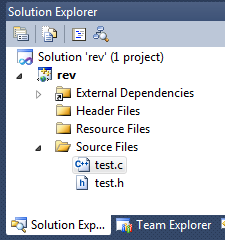 Solution Explorer
Solution 'rev' (1 project)
rev
External Dependencies
Header Files
Resource Files
Source Files
test.c
test.h
Solution Exp... Team Explorer